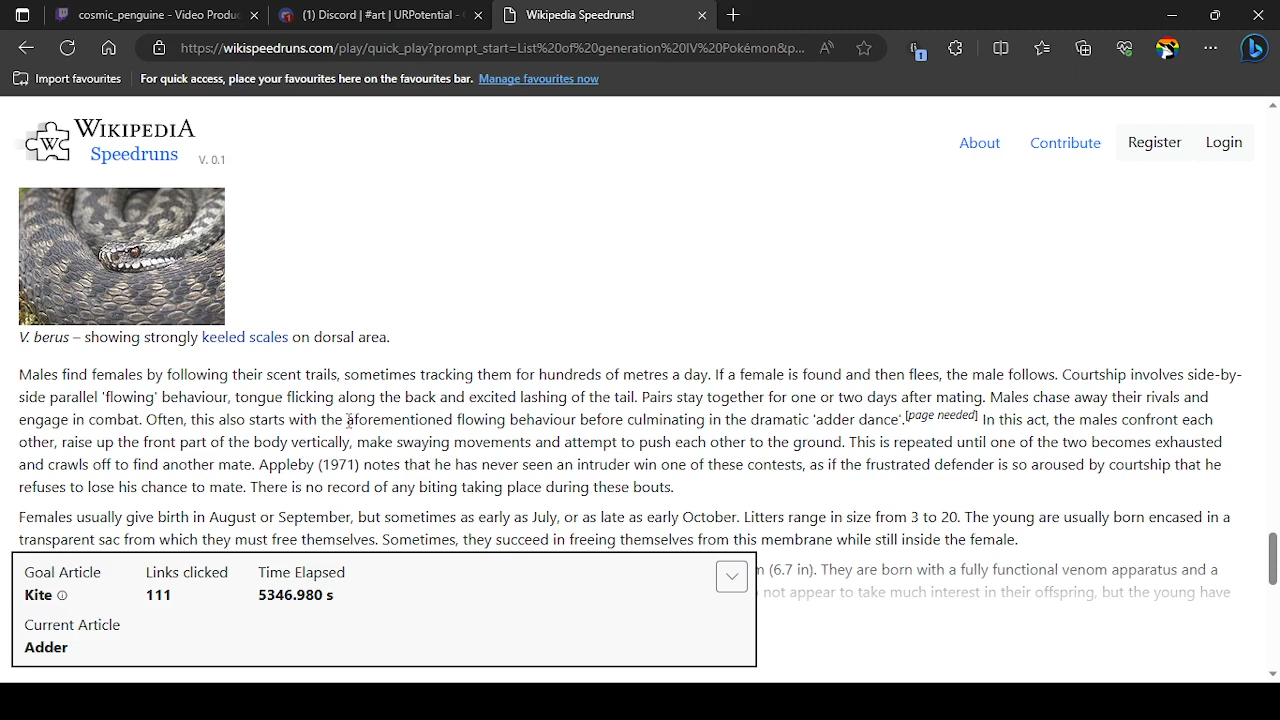 cosmic_penguine - Video Produc
(1) Discord | #art | URPotential -
Wikipedia Speedruns!
https://wikispeedruns.com/play/quick_play?prompt_start=List%20of%20generation%20IV%20Pokémon&p...
1
Import favourites
For quick access, place your favourites here on the favourites bar. Manage favourites now
WIKIPEDIA
Speedruns V. 0.1
About
Contribute
Register
Login
V. berus – showing strongly keeled scales on dorsal area.
Males find females by following their scent trails, sometimes tracking them for hundreds of metres a day. If a female is found and then flees, the male follows. Courtship involves side-by-
side parallel 'flowing' behaviour, tongue flicking along the back and excited lashing of the tail. Pairs stay together for one or two days after mating. Males chase away their rivals and
engage in combat. Often, this also starts with the aforementioned flowing behaviour before culminating in the dramatic 'adder dance'.[page needed] In this act, the males confront each
other, raise up the front part of the body vertically, make swaying movements and attempt to push each other to the ground. This is repeated until one of the two becomes exhausted
and crawls off to find another mate. Appleby (1971) notes that he has never seen an intruder win one of these contests, as if the frustrated defender is so aroused by courtship that he
refuses to lose his chance to mate. There is no record of any biting taking place during these bouts.
Females usually give birth in August or September, but sometimes as early as July, or as late as early October. Litters range in size from 3 to 20. The young are usually born encased in a
transparent sac from which they must free themselves. Sometimes, they succeed in freeing themselves from this membrane while still inside the female.
(6.7 in). They are born with a fully functional venom apparatus and a
not appear to take much interest in their offspring, but the young have
Goal Article
Kite
Links clicked
111
Time Elapsed
5346.980 s
Current Article
Adder